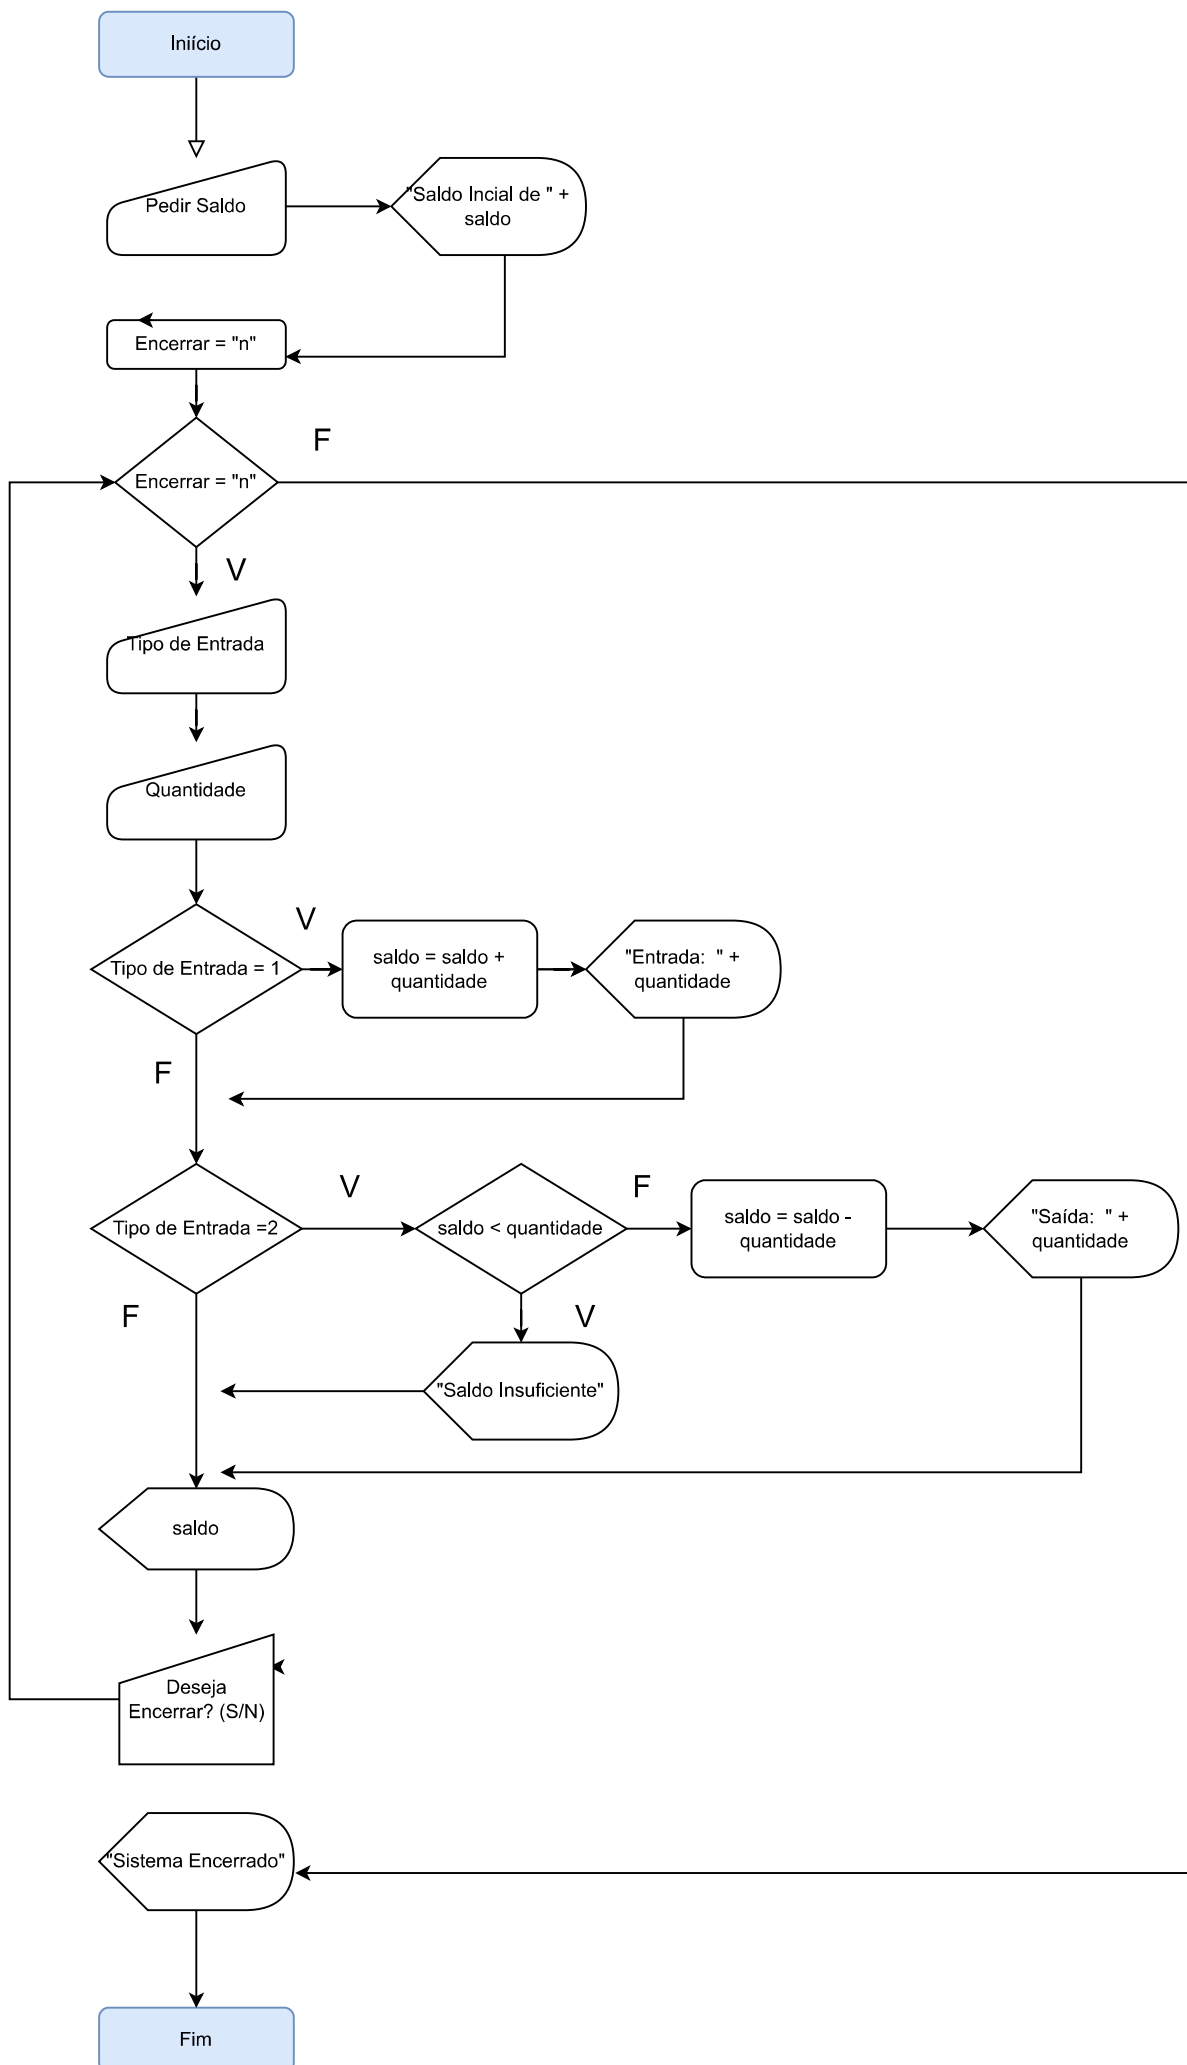 Iniício
Pedir Saldo
"Saldo Incial de " +
saldo
Encerrar = "n"
F
Encerrar = "n"
V
Tipo de Entrada
Quantidade
V
Tipo de Entrada = 1
saldo = saldo +
quantidade
"Entrada:  " +
quantidade
F
V
F
Tipo de Entrada =2
saldo < quantidade
saldo = saldo -
quantidade
"Saída:  " +
quantidade
F
V
"Saldo Insuficiente"
saldo
Deseja
Encerrar? (S/N)
"Sistema Encerrado"
Fim